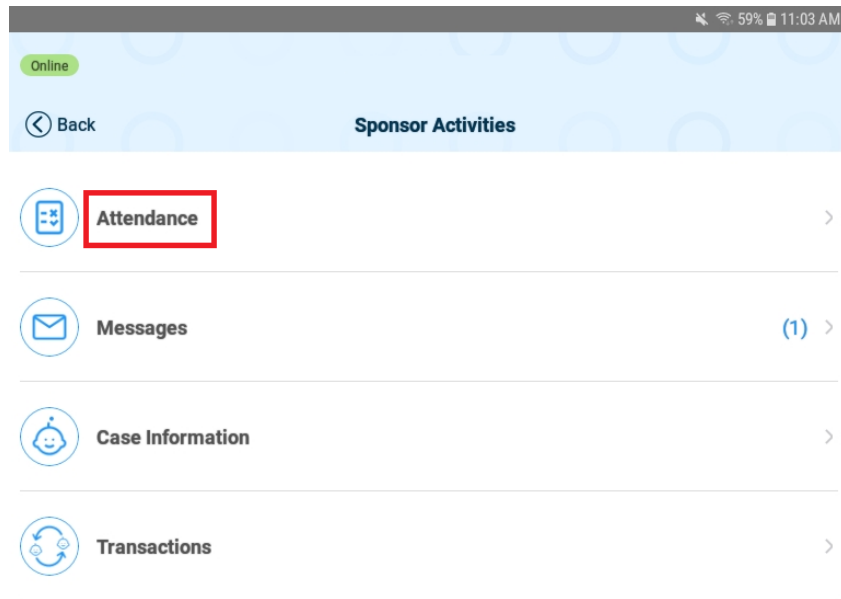 59% 11:03 AM
Online
Back Sponsor Activities
Attendance
Messages (1)
Case Information
Transactions